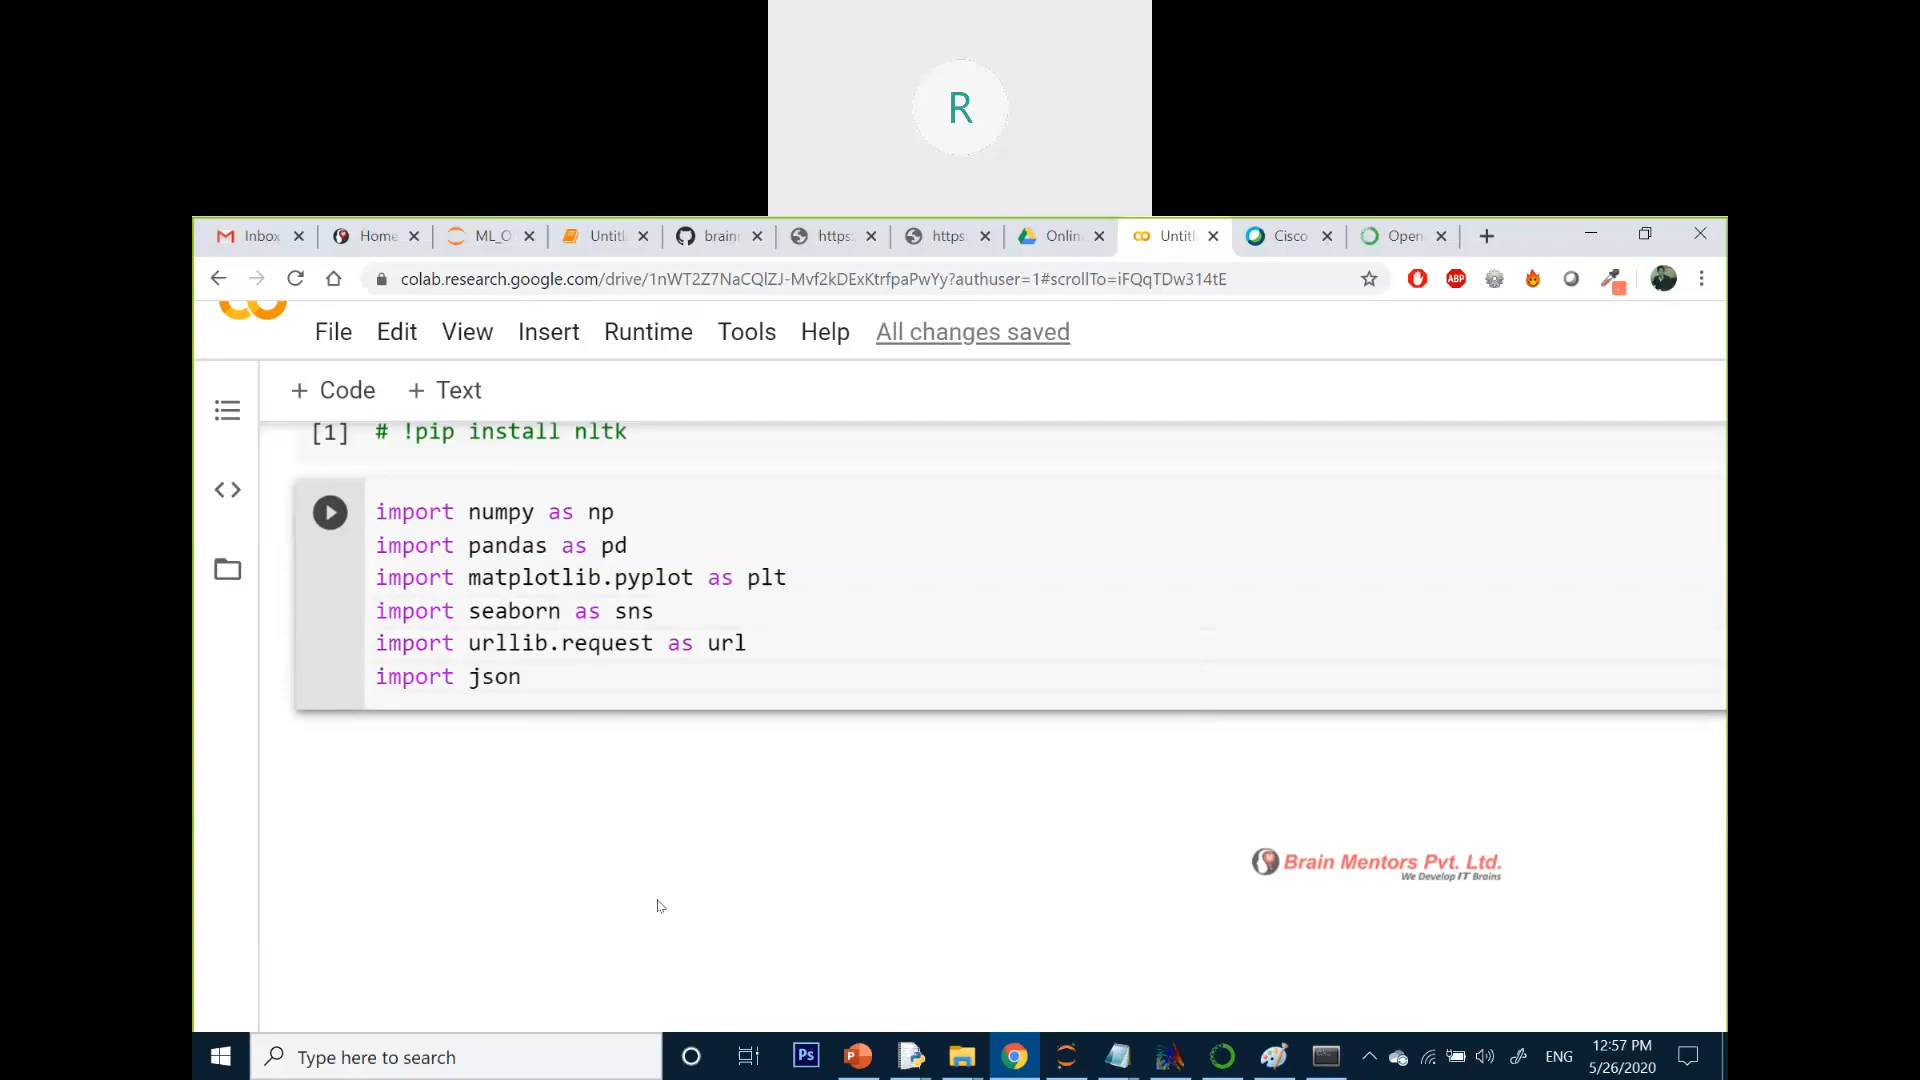 R
Inbox
Home
ML_O
Untitl
brain
https:
https:
Onlin
Untitl
Cisco
Open
colab.research.google.com/drive/1nWT2Z7NaCQlZJ-Mvf2kDExKtrfpaPwYy?authuser=1#scrollTo=iFQqTDw314tE
ABP
File Edit View Insert Runtime Tools Help All changes saved
+ Code + Text
[1] # !pip install nltk
import numpy as np
import pandas as pd
import matplotlib.pyplot as plt
import seaborn as sns
import urllib.request as url
import json
Brain Mentors Pvt. Ltd.
We Develop IT Brains
Type here to search
Ps
P
ENG
12:57 PM
5/26/2020